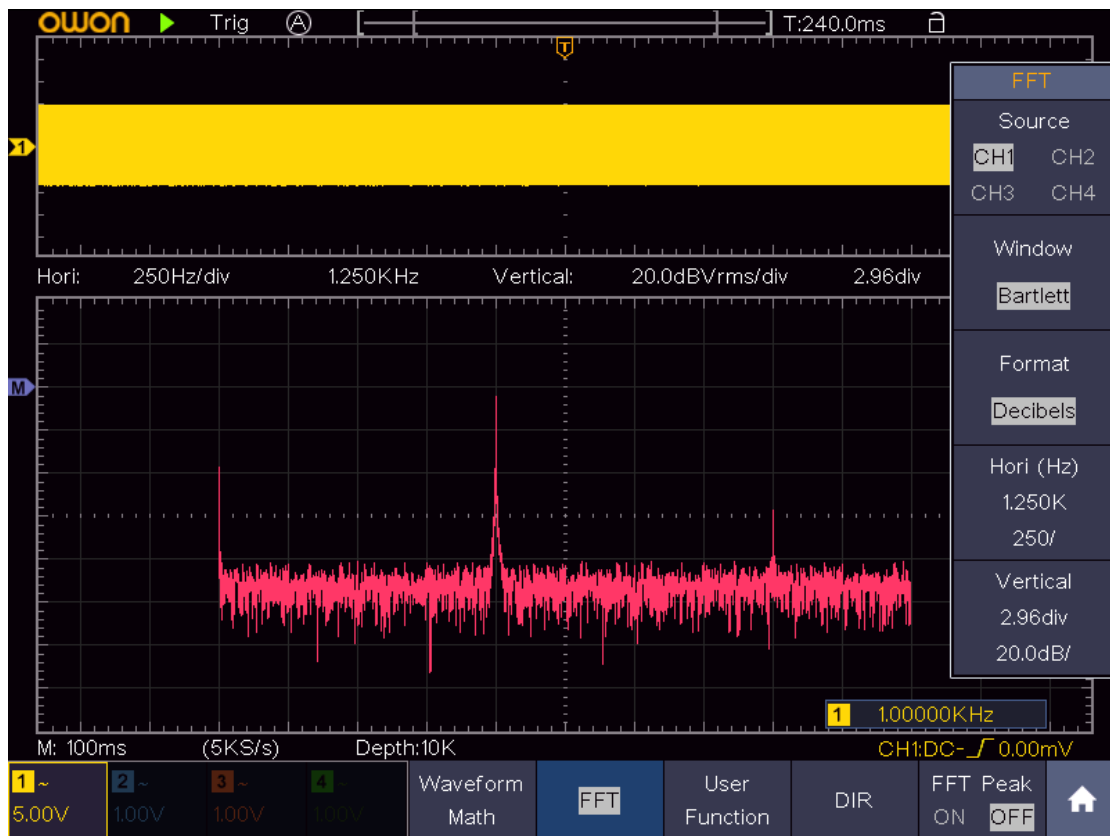 owon Trig A T:240.0ms
T
1
Hori: 250Hz/div 1.250KHz Vertical: 20.0dBVrms/div 2.96div
M
FFT
Source
CH1 CH2
CH3 CH4
Window
Bartlett
Format
Decibels
Hori (Hz)
1.250K
250/
Vertical
2.96div
20.0dB/
1 1.00000KHz
M: 100ms (5KS/s) Depth:10K CH1:DC- 0.00mV
1 ~ 2 ~ 3 ~ 4 ~
5.00V 1.00V 1.00V 1.00V
Waveform
Math
FFT
User
Function
DIR
FFT Peak
ON OFF